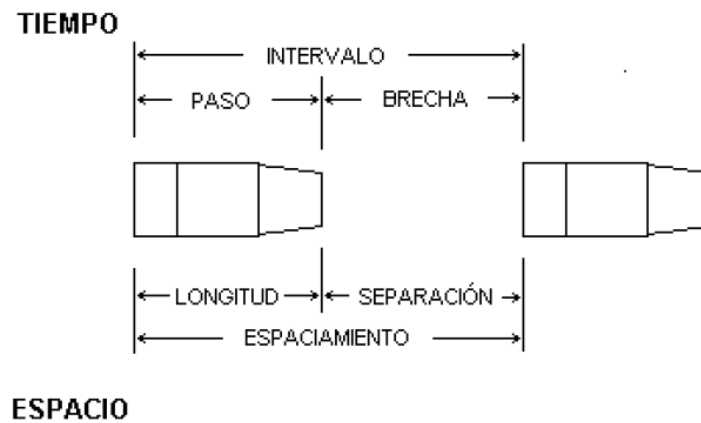 TIEMPO
INTERVALO
PASO BRECHA
LONGITUD SEPARACIÓN
ESPACIAMIENTO
ESPACIO